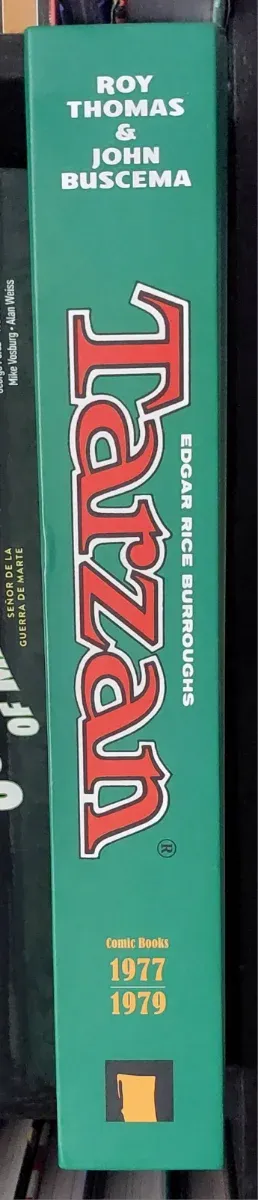 ROY
THOMAS
&
JOHN
BUSCEMA
EDGAR RICE BURROUGHS
Tarzan®
Comic Books
1977
1979
Mike Vosburg • Alan Weiss
SEÑOR DE LA
GUERRA DE MARTE
OF